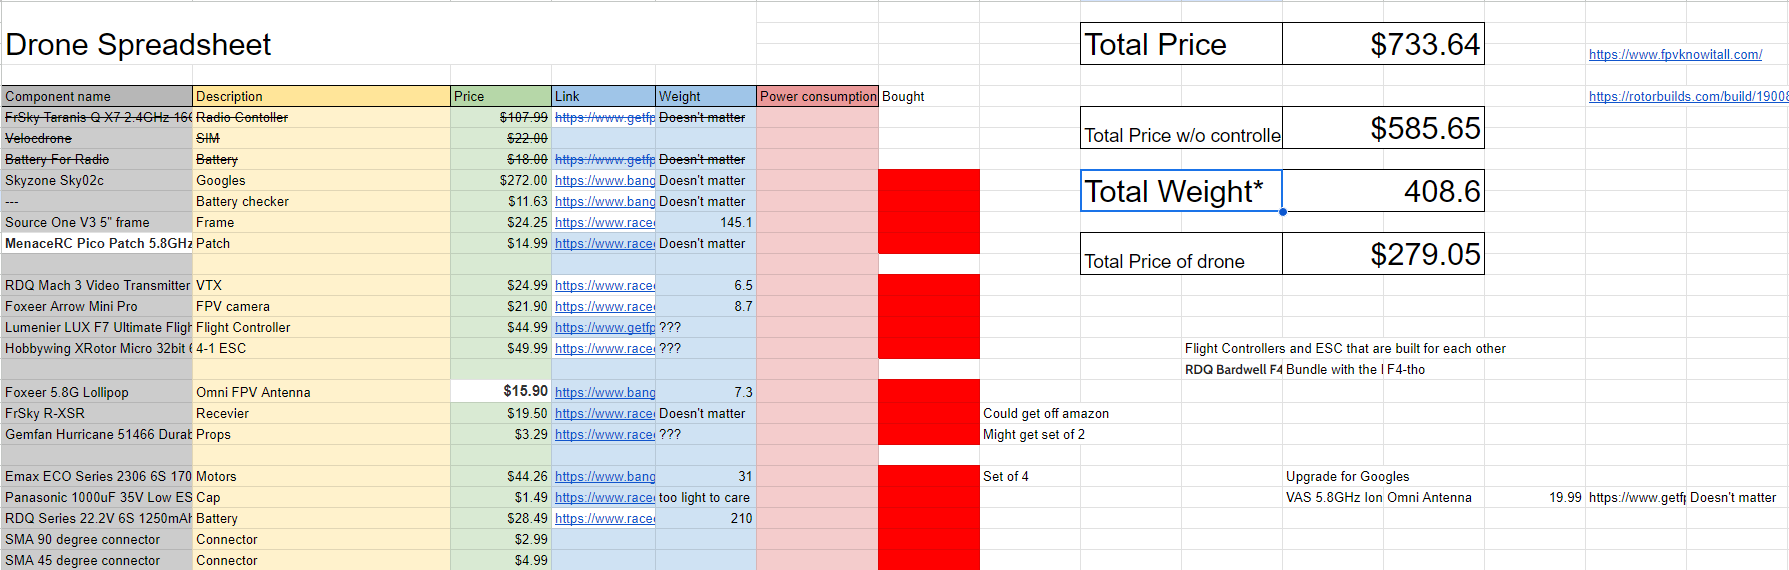 Drone Spreadsheet
Total Price $733.64
https://www.fpvknowitall.com/
Component name Description Price Link Weight Power consumption Bought
https://rotorbuilds.com/build/1900
FrSky Taranis Q X7 2.4GHz 16 Radio Contoller $107.99 https://www.getfp Doesn't matter
Total Price w/o controlle $585.65
Velocdrone SIM $22.00
Battery For Radio Battery $18.00 https://www.getfp Doesn't matter
Skyzone Sky02c Googles $272.00 https://www.bang Doesn't matter
Total Weight* 408.6
--- Battery checker $11.63 https://www.bang Doesn't matter
Source One V3 5" frame Frame $24.25 https://www.racec 145.1
MenaceRC Pico Patch 5.8GHz Patch $14.99 https://www.racec Doesn't matter
Total Price of drone $279.05
RDQ Mach 3 Video Transmitter VTX $24.99 https://www.racec 6.5
Foxeer Arrow Mini Pro FPV camera $21.90 https://www.racec 8.7
Lumenier LUX F7 Ultimate Fligh Flight Controller $44.99 https://www.getfp ???
Hobbywing XRotor Micro 32bit 4-1 ESC $49.99 https://www.racec ???
Flight Controllers and ESC that are built for each other
RDQ Bardwell F4 Bundle with the I F4-tho
Foxeer 5.8G Lollipop Omni FPV Antenna $15.90 https://www.bang 7.3
FrSky R-XSR Recevier $19.50 https://www.racec Doesn't matter Could get off amazon
Gemfan Hurricane 51466 Durab Props $3.29 https://www.racec ??? Might get set of 2
Emax ECO Series 2306 6S 170 Motors $44.26 https://www.bang 31 Set of 4 Upgrade for Googles
Panasonic 1000uF 35V Low ES Cap $1.49 https://www.racec too light to care VAS 5.8GHz Ion Omni Antenna 19.99 https://www.getfp Doesn't matter
RDQ Series 22.2V 6S 1250mAh Battery $28.49 https://www.racec 210
SMA 90 degree connector Connector $2.99
SMA 45 degree connector Connector $4.99